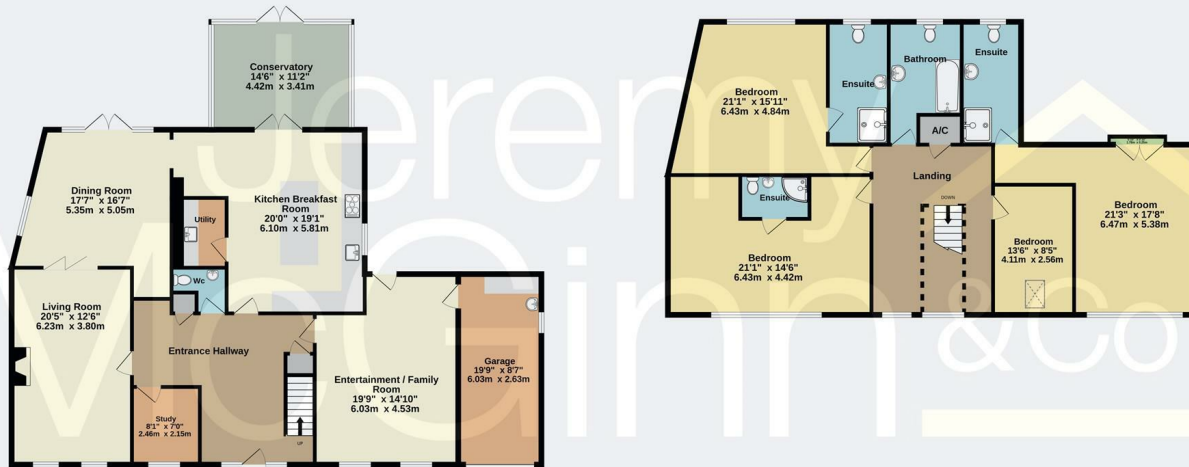 Conservatory
14'6" x 11'2"
4.42m x 3.41m
Dining Room
17'7" x 16'7"
5.35m x 5.05m
Kitchen Breakfast
Room
20'0" x 19'1"
6.10m x 5.81m
Utility
Wc
Living Room
20'5" x 12'6"
6.23m x 3.80m
Entrance Hallway
Study
8'1" x 7'0"
2.46m x 2.15m
UP
Entertainment / Family
Room
19'9" x 14'10"
6.03m x 4.53m
Garage
19'9" x 8'7"
6.03m x 2.63m
Bedroom
21'1" x 15'11"
6.43m x 4.84m
Ensuite
Bathroom
Ensuite
A/C
Landing
DOWN
Ensuite
Bedroom
21'1" x 14'6"
6.43m x 4.42m
Bedroom
13'6" x 8'5"
4.11m x 2.56m
Bedroom
21'3" x 17'8"
6.47m x 5.38m
Jeremy
McGinn &Co